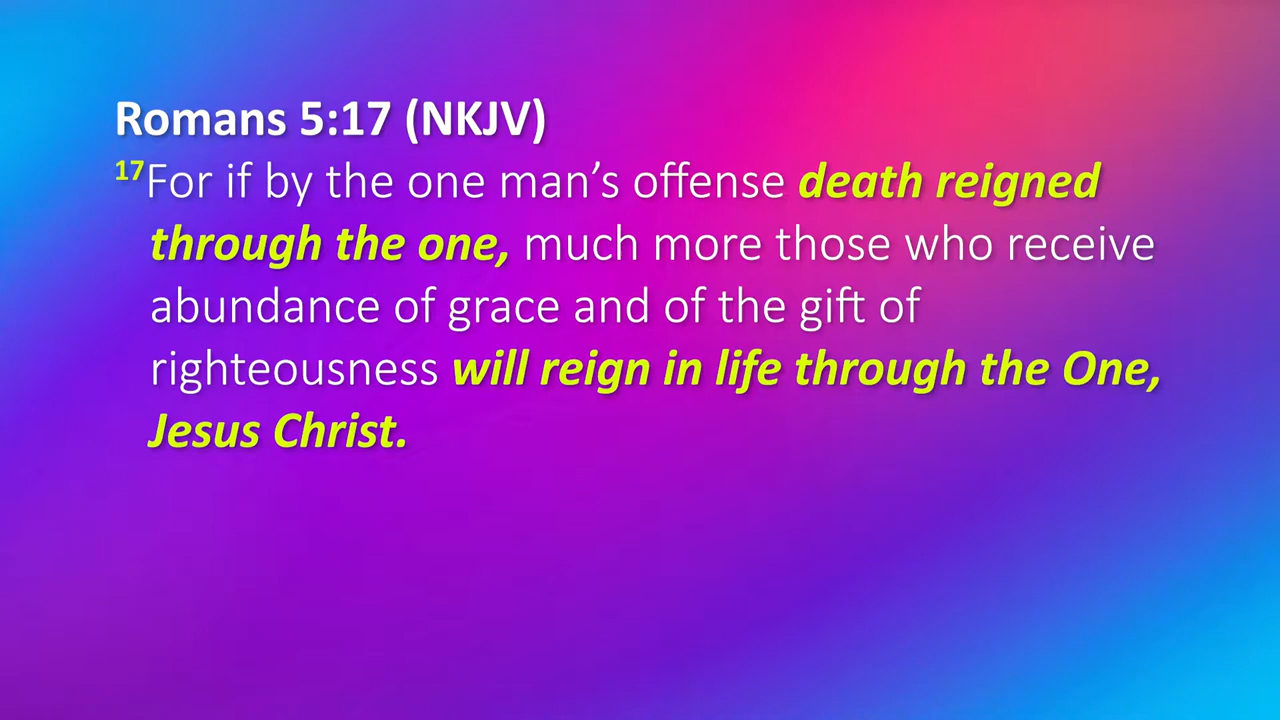 Romans 5:17 (NKJV)
17For if by the one man’s offense death reigned
through the one, much more those who receive
abundance of grace and of the gift of
righteousness will reign in life through the One,
Jesus Christ.